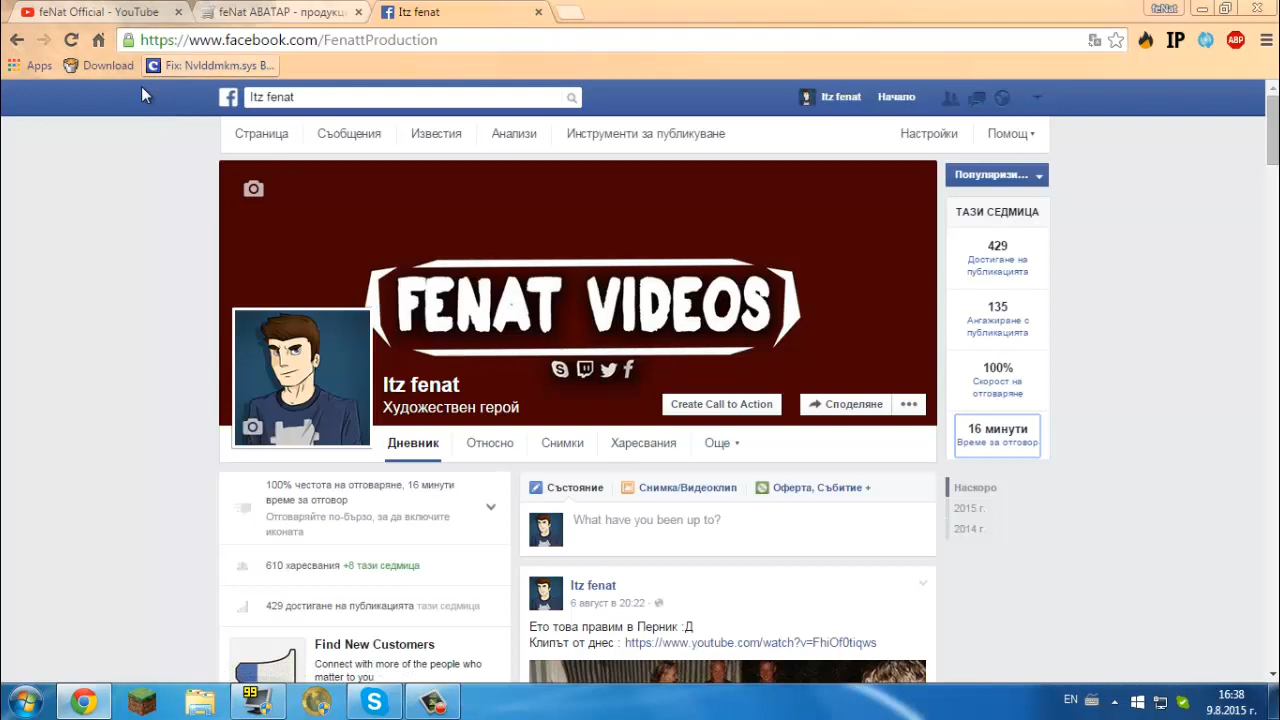 feNat Official - YouTube
feNat АВАТАР - продукц
Itz fenat
feNat
https://www.facebook.com/FenattProduction
IP
ABP
Apps
Download
Fix: Nvlddmkm.sys B...
Itz fenat
Itz fenat
Начало
Страница
Съобщения
Известия
Анализи
Инструменти за публикуване
Настройки
Помощ
FENAT VIDEOS
Itz fenat
Художествен герой
Create Call to Action
Споделяне
Дневник
Относно
Снимки
Харесвания
Още
Популяризи...
ТАЗИ СЕДМИЦА
429
Достигане на
публикацията
135
Ангажиране с
публикацията
100%
Скорост на
отговаряне
16 минути
Време за отговор
Наскоро
2015 г.
2014 г.
100% честота на отговаряне, 16 минути
време за отговор
Отговаряйте по-бързо, за да включите
иконата
610 харесвания +8 тази седмица
429 достигане на публикацията тази седмица
Find New Customers
Connect with more of the people who
matter to you
Състояние
Снимка/Видеоклип
Оферта, Събитие +
What have you been up to?
Itz fenat
6 август в 20:22
Ето това правим в Перник :Д
Клипът от днес : https://www.youtube.com/watch?v=FhiOf0tiqws
99
EN
16:38
9.8.2015 г.